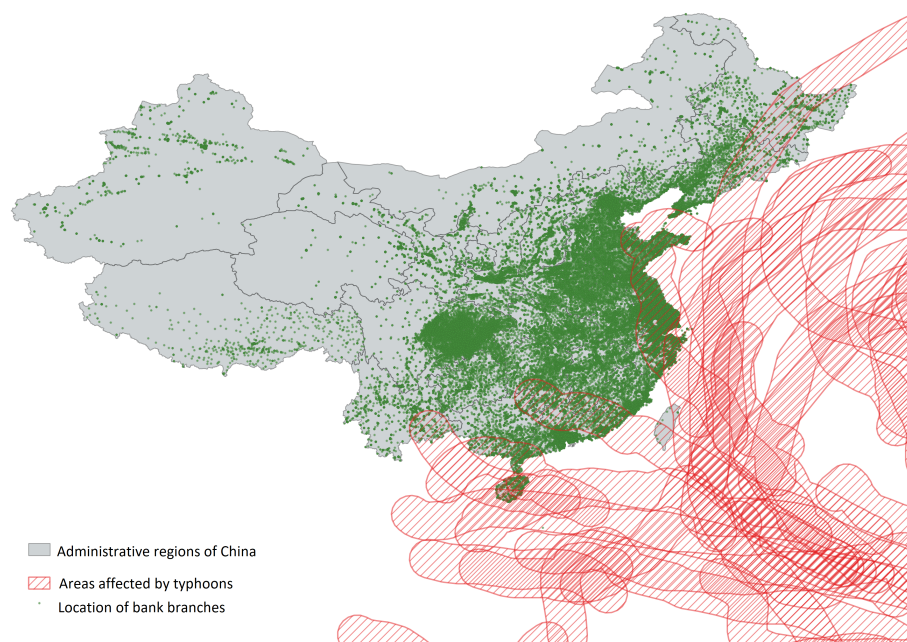 Administrative regions of China
Areas affected by typhoons
Location of bank branches